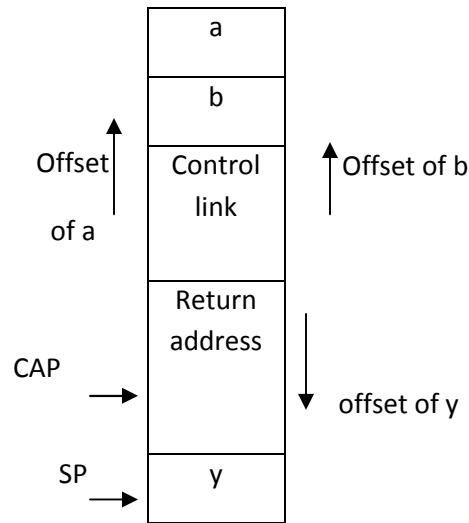 a
b
Offset
of a
Control
link
Offset of b
Return
address
CAP
offset of y
SP
y